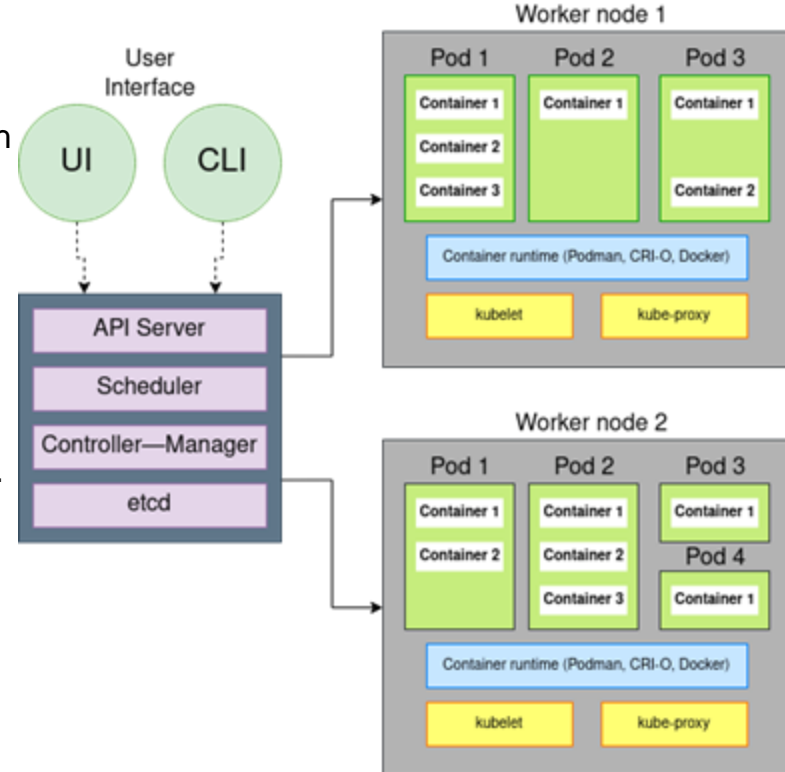 User
Interface
UI
CLI
n
API Server
Scheduler
Controller—Manager
etcd
.
Worker node 1
Pod 1
Pod 2
Pod 3
Container 1
Container 2
Container 3
Container 1
Container 1
Container 2
Container runtime (Podman, CRI-O, Docker)
kubelet
kube-proxy
Worker node 2
Pod 1
Pod 2
Pod 3
Container 1
Container 2
Container 1
Container 2
Container 3
Container 1
Pod 4
Container 1
Container runtime (Podman, CRI-O, Docker)
kubelet
kube-proxy